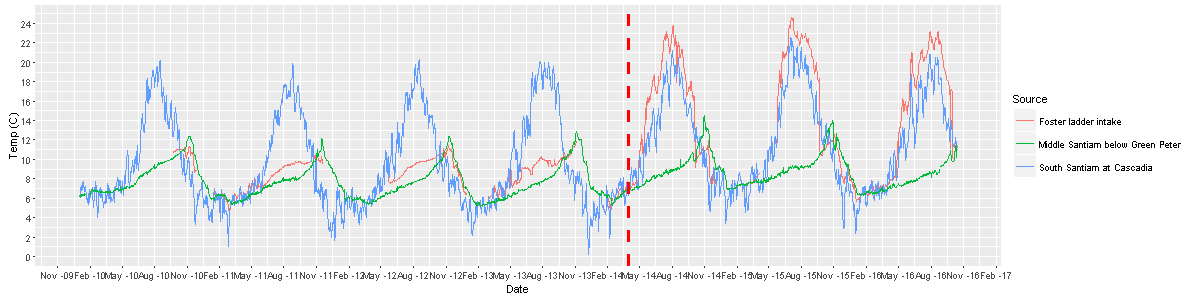 Temp (C)
24
22
20
18
16
14
12
10
8
6
4
2
0
Nov -09 Feb -10 May -10 Aug -10 Nov -10 Feb -11 May -11 Aug -11 Nov -11 Feb -12 May -12 Aug -12 Nov -12 Feb -13 May -13 Aug -13 Nov -13 Feb -14 May -14 Aug -14 Nov -14 Feb -15 May -15 Aug -15 Nov -15 Feb -16 May -16 Aug -16 Nov -16 Feb -17
Date
Source
Foster ladder intake
Middle Santiam below Green Peter
South Santiam at Cascadia